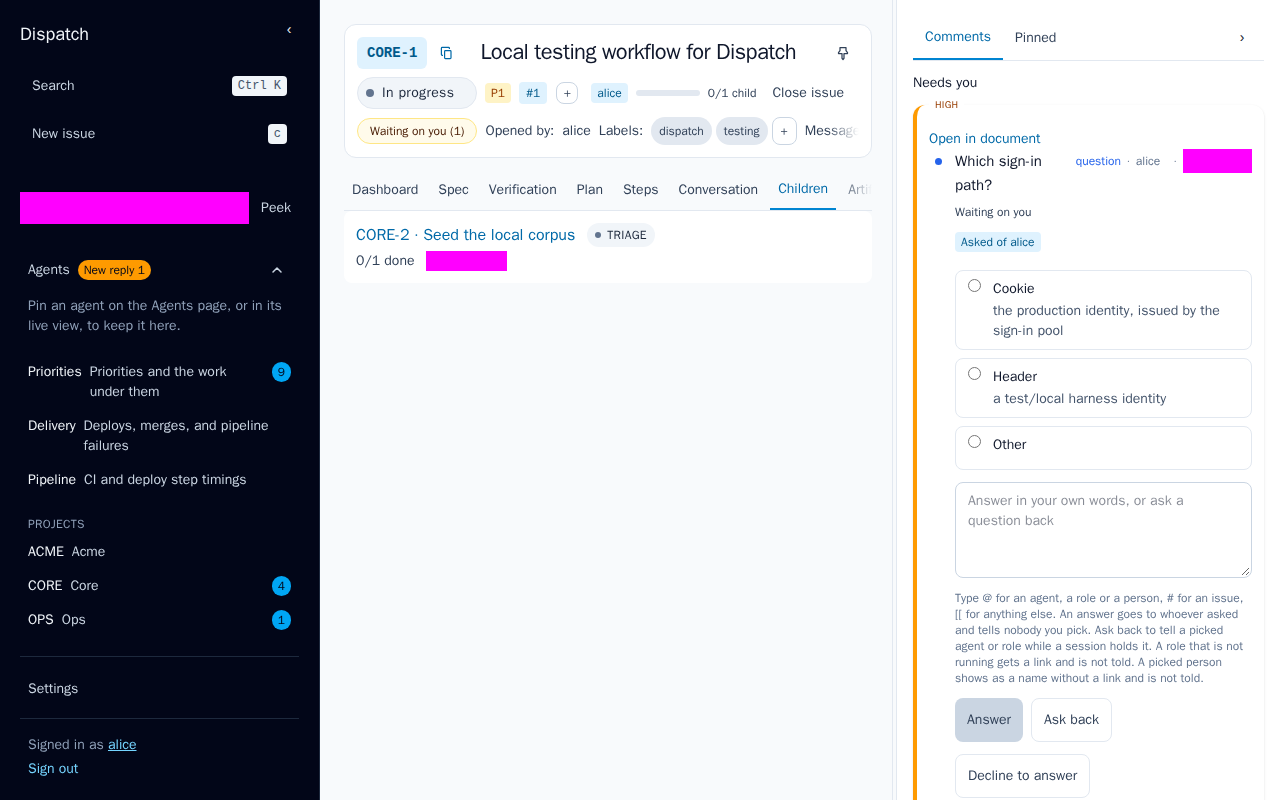 Dispatch
‹
Search
Ctrl K
New issue
C
Peek
Agents
New reply 1
Pin an agent on the Agents page, or in its
live view, to keep it here.
Priorities
Priorities and the work
under them
9
Delivery
Deploys, merges, and pipeline
failures
Pipeline
CI and deploy step timings
PROJECTS
ACME Acme
CORE Core
4
OPS Ops
1
Settings
Signed in as alice
Sign out
CORE-1
Local testing workflow for Dispatch
In progress
P1
#1
+
alice
0/1 child
Close issue
Waiting on you (1)
Opened by: alice
Labels:
dispatch
testing
+
Message
Dashboard
Spec
Verification
Plan
Steps
Conversation
Children
Arti
CORE-2 · Seed the local corpus
TRIAGE
0/1 done
Comments
Pinned
›
Needs you
HIGH
Open in document
Which sign-in
path?
question · alice ·
Waiting on you
Asked of alice
Cookie
the production identity, issued by the
sign-in pool
Header
a test/local harness identity
Other
Answer in your own words, or ask a
question back
Type @ for an agent, a role or a person, # for an issue,
[[ for anything else. An answer goes to whoever asked
and tells nobody you pick. Ask back to tell a picked
agent or role while a session holds it. A role that is not
running gets a link and is not told. A picked person
shows as a name without a link and is not told.
Answer
Ask back
Decline to answer